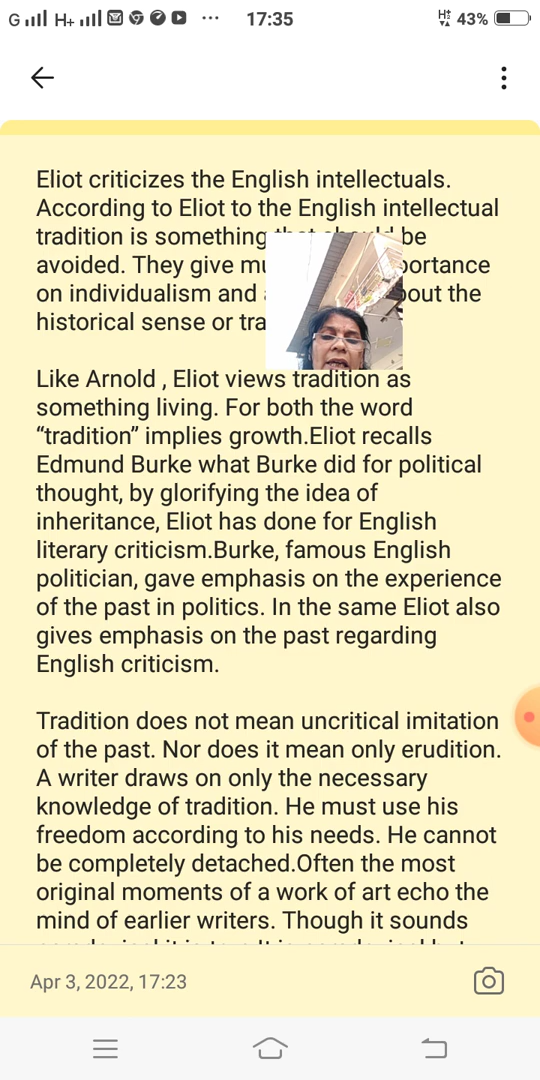 G H+ ... 17:35 43%
Eliot criticizes the English intellectuals.
According to Eliot to the English intellectual
tradition is something be
avoided. They give
on individualism and the
historical sense or
Like Arnold , Eliot views tradition as
something living. For both the word
“tradition” implies growth.Eliot recalls
Edmund Burke what Burke did for political
thought, by glorifying the idea of
inheritance, Eliot has done for English
literary criticism.Burke, famous English
politician, gave emphasis on the experience
of the past in politics. In the same Eliot also
gives emphasis on the past regarding
English criticism.
Tradition does not mean uncritical imitation
of the past. Nor does it mean only erudition.
A writer draws on only the necessary
knowledge of tradition. He must use his
freedom according to his needs. He cannot
be completely detached.Often the most
original moments of a work of art echo the
mind of earlier writers. Though it sounds
Apr 3, 2022, 17:23